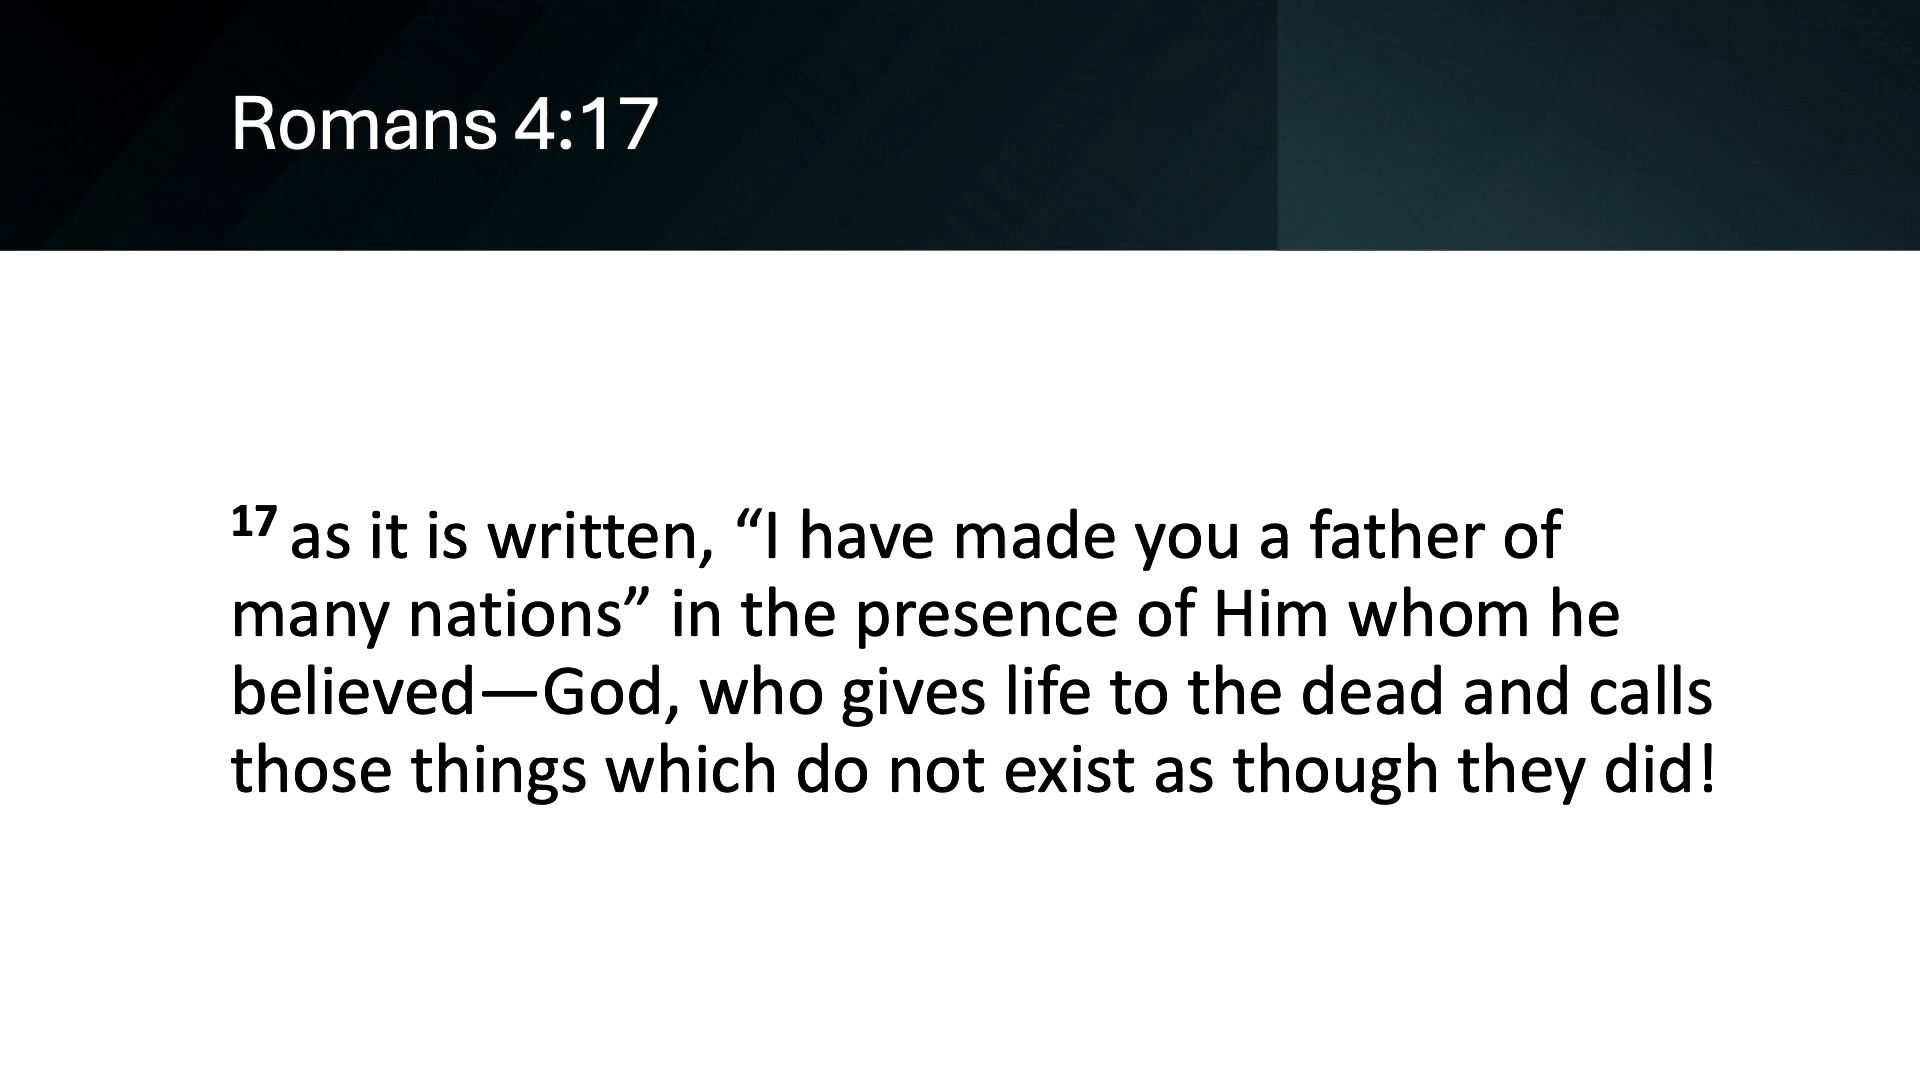 Romans 4:17
17 as it is written, “I have made you a father of
many nations” in the presence of Him whom he
believed—God, who gives life to the dead and calls
those things which do not exist as though they did!